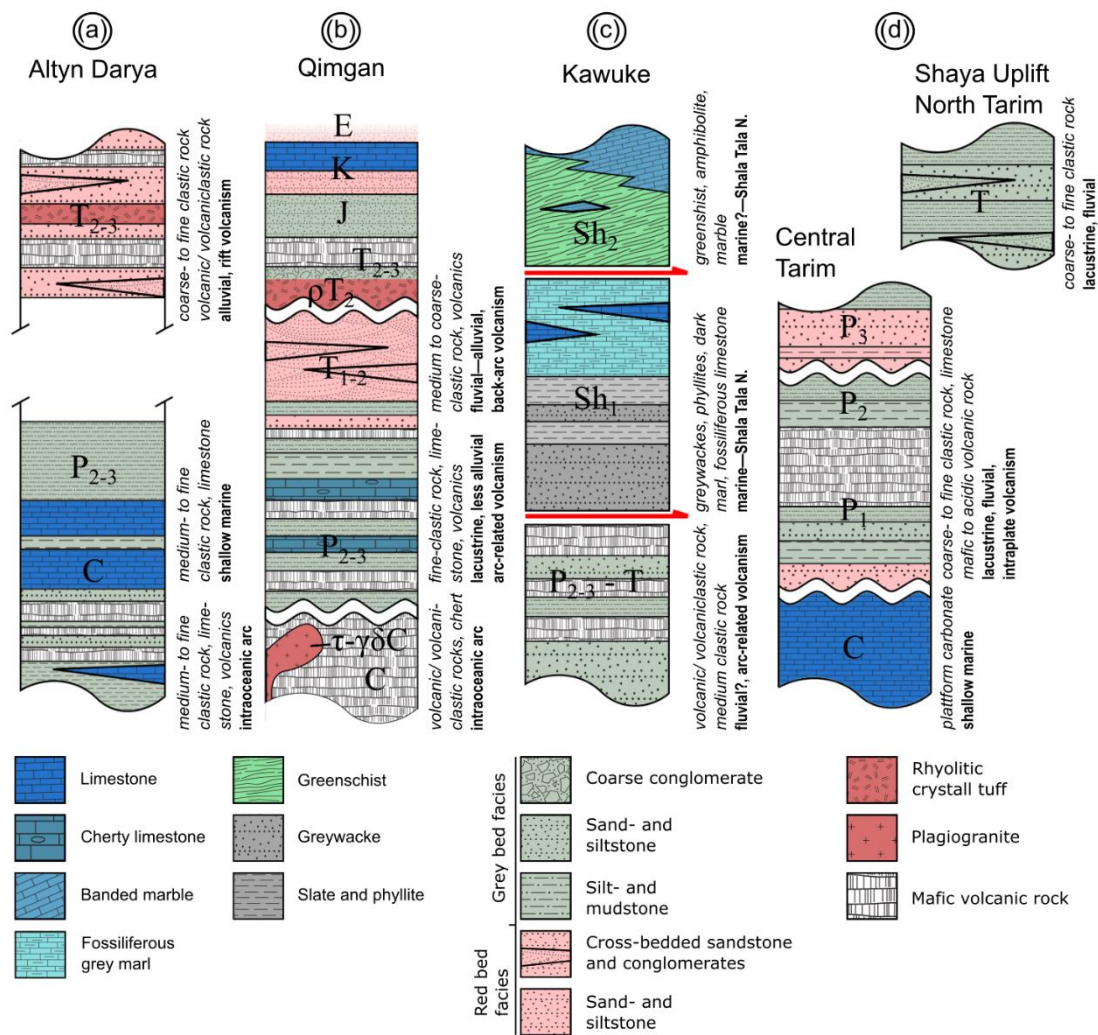 (a)
Altyn Darya
T2-3
P2-3
C
coarse- to fine clastic rock
volcanic/ volcaniclastic rock
alluvial, rift volcanism
medium- to fine
clastic rock, limestone
shallow marine
medium- to fine
clastic rock, lime-
stone, volcanics
intraoceanic arc
(b)
Qimgan
E
K
J
T2-3
ρT2
T1-2
P2-3
τ-γδC
C
medium to coarse-
clastic rock, volcanics
fluvial—alluvial,
back-arc volcanism
fine-clastic rock, lime-
stone, volcanics
lacustrine, less alluvial
arc-related volcanism
volcanic/ volcani-
clastic rocks, chert
intraoceanic arc
(c)
Kawuke
Sh2
Sh1
P2-3 - T
greenshist, amphibolite,
marble
marine?—Shala Tala N.
greywackes, phyllites, dark
marl, fossiliferous limestone
marine—Shala Tala N.
volcanic/ volcaniclastic rock,
medium clastic rock
fluvial?, arc-related volcanism
(d)
Shaya Uplift
North Tarim
T
coarse- to fine clastic rock
lacustrine, fluvial
Central
Tarim
P3
P2
P1
C
coarse- to fine clastic rock, limestone
mafic to acidic volcanic rock
lacustrine, fluvial,
intraplate volcanism
plattform carbonate
shallow marine
Limestone
Cherty limestone
Banded marble
Fossiliferous
grey marl
Greenschist
Greywacke
Slate and phyllite
Grey bed facies
Coarse conglomerate
Sand- and
siltstone
Silt- and
mudstone
Red bed
facies
Cross-bedded sandstone
and conglomerates
Sand- and
siltstone
Rhyolitic
crystall tuff
Plagiogranite
Mafic volcanic rock